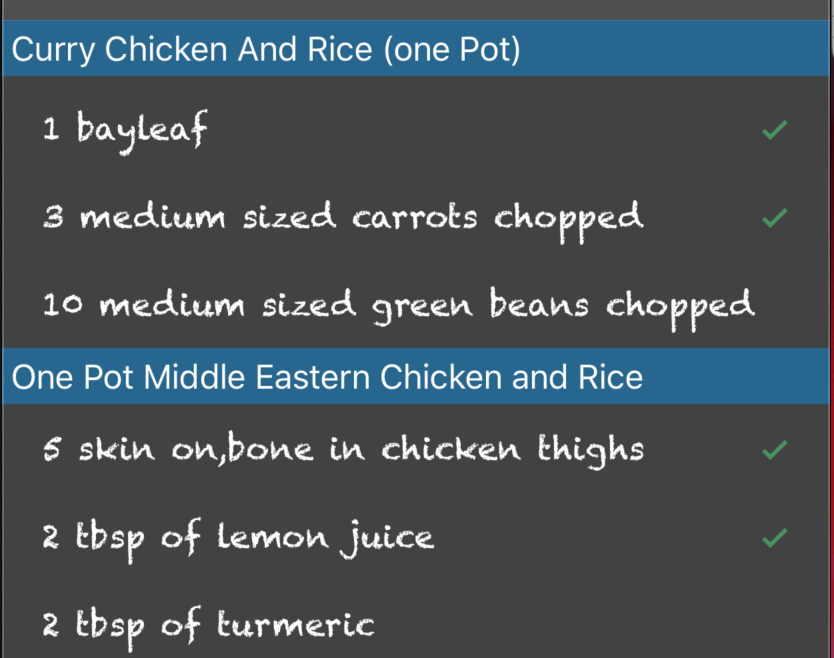 Curry Chicken And Rice (one Pot)
1 bayleaf
3 medium sized carrots chopped
10 medium sized green beans chopped
One Pot Middle Eastern Chicken and Rice
5 skin on,bone in chicken thighs
2 tbsp of lemon juice
2 tbsp of turmeric